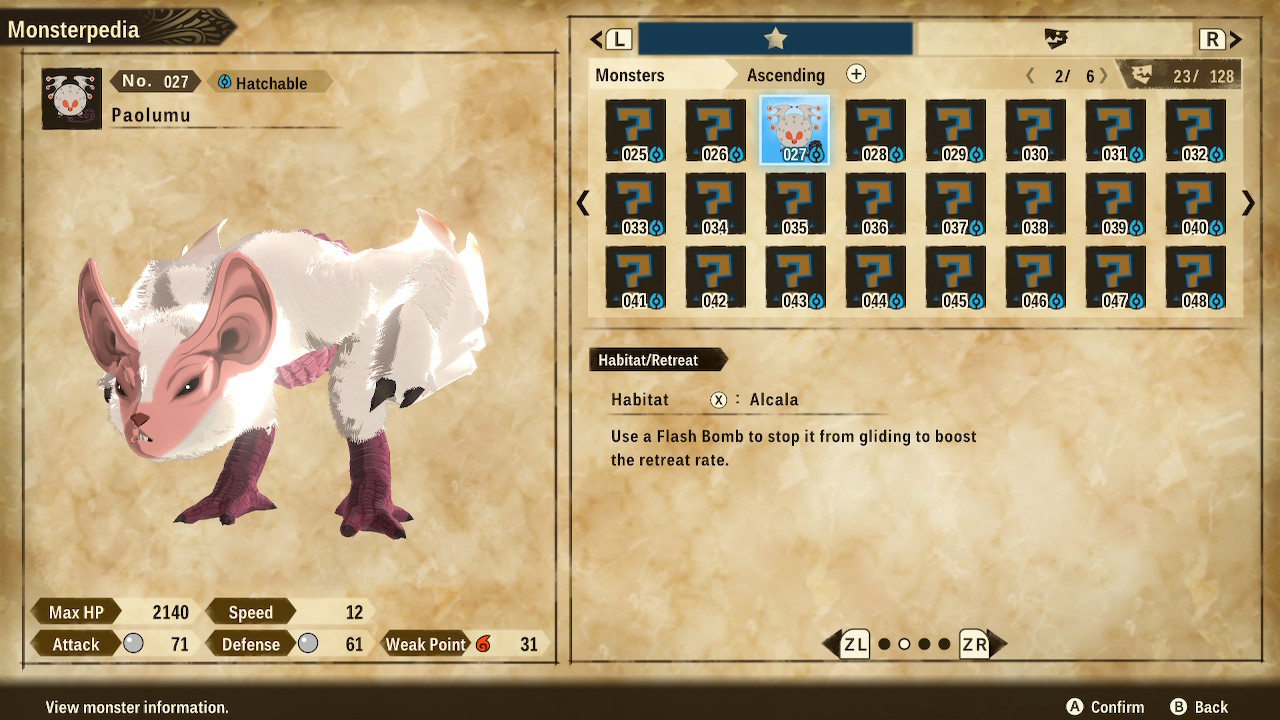 Monsterpedia
No. 027
Hatchable
Paolumu
Max HP 2140
Speed 12
Attack 71
Defense 61
Weak Point 31
View monster information.
L
R
Monsters
Ascending
2/ 6
23/ 128
025 026 027 028 029 030 031 032
033 034 035 036 037 038 039 040
041 042 043 044 045 046 047 048
Habitat/Retreat
Habitat X : Alcala
Use a Flash Bomb to stop it from gliding to boost
the retreat rate.
ZL ZR
A Confirm B Back